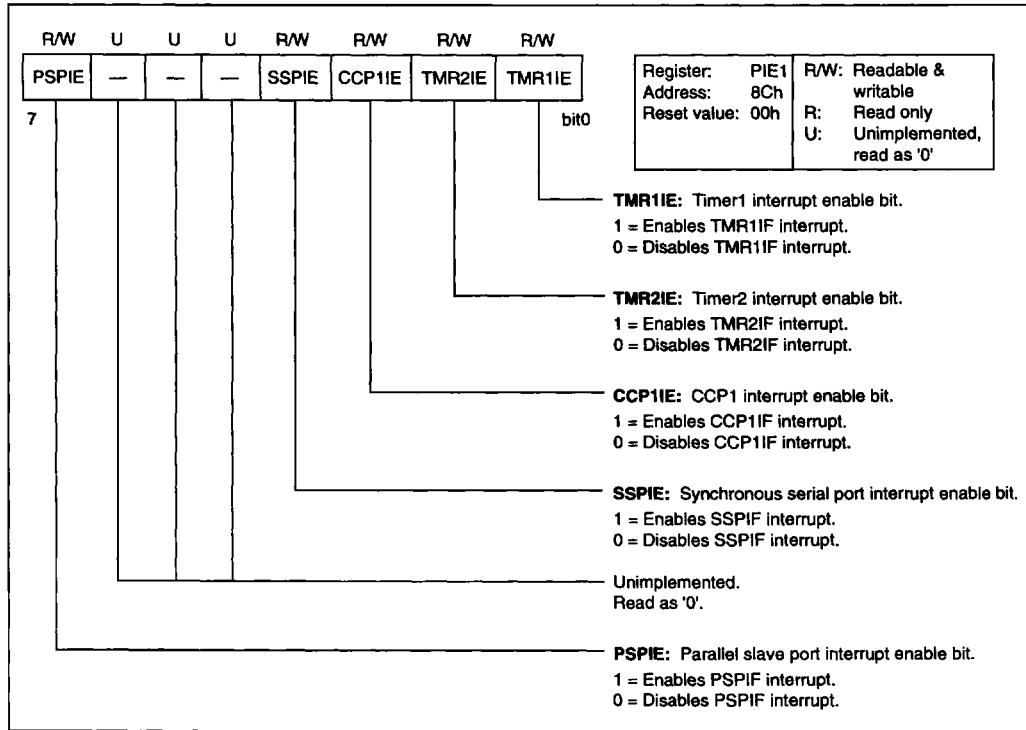 R/W U U U R/W R/W R/W R/W
PSPIE — — — SSPIE CCP1IE TMR2IE TMR1IE
7 bit0
Register: PIE1
Address: 8Ch
Reset value: 00h
R/W: Readable &
writable
R: Read only
U: Unimplemented,
read as '0'
TMR1IE: Timer1 interrupt enable bit.
1 = Enables TMR1IF interrupt.
0 = Disables TMR1IF interrupt.
TMR2IE: Timer2 interrupt enable bit.
1 = Enables TMR2IF interrupt.
0 = Disables TMR2IF interrupt.
CCP1IE: CCP1 interrupt enable bit.
1 = Enables CCP1IF interrupt.
0 = Disables CCP1IF interrupt.
SSPIE: Synchronous serial port interrupt enable bit.
1 = Enables SSPIF interrupt.
0 = Disables SSPIF interrupt.
Unimplemented.
Read as '0'.
PSPIE: Parallel slave port interrupt enable bit.
1 = Enables PSPIF interrupt.
0 = Disables PSPIF interrupt.